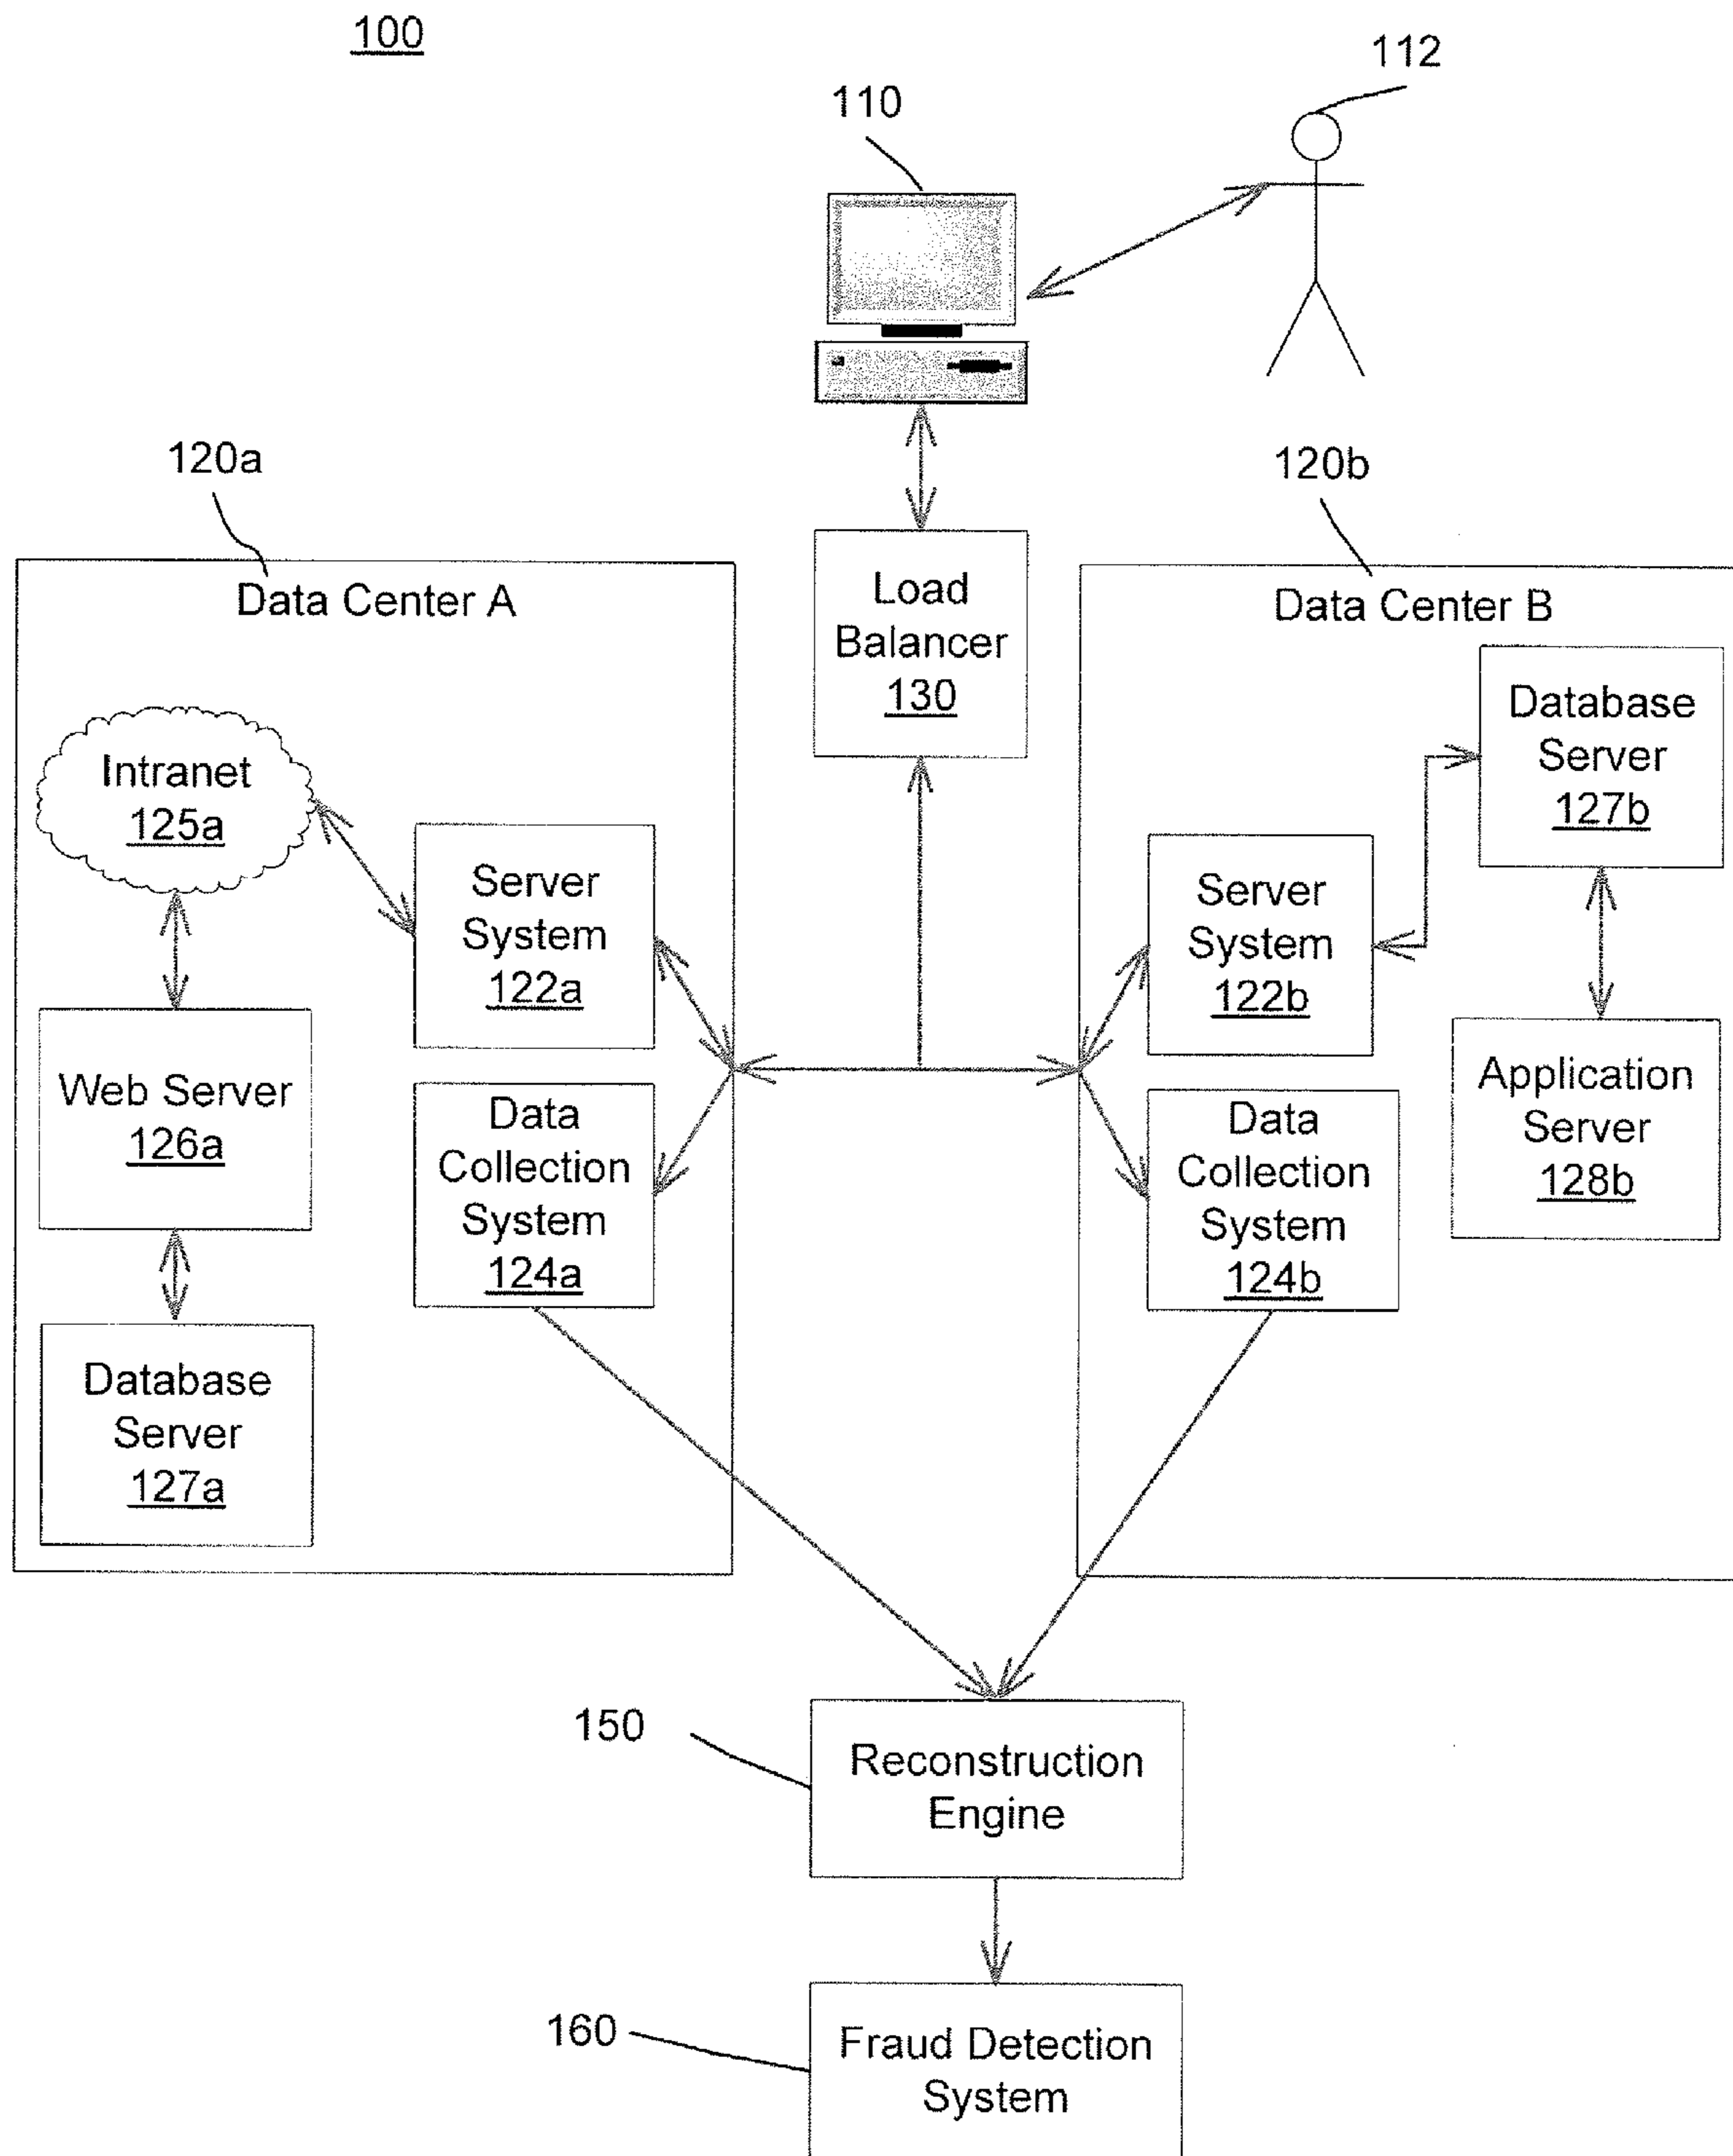 100
112
110
120a
120b
Data Center A
Load
Balancer
130
Data Center B
Intranet
125a
Server
System
122a
Web Server
126a
Data
Collection
System
124a
Database
Server
127a
Database
Server
127b
Server
System
122b
Application
Server
128b
Data
Collection
System
124b
150
Reconstruction
Engine
160
Fraud Detection
System